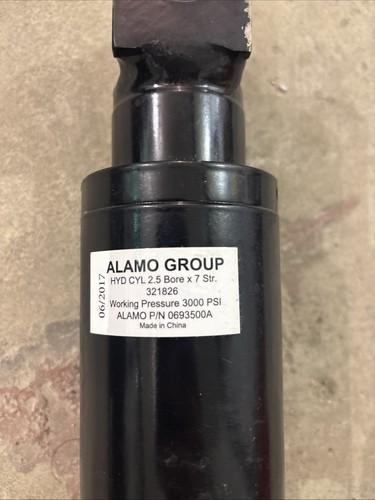 ALAMO GROUP
HYD CYL 2.5 Bore x 7 Str.
321826
Working Pressure 3000 PSI
ALAMO P/N 0693500A
Made in China
06/2017